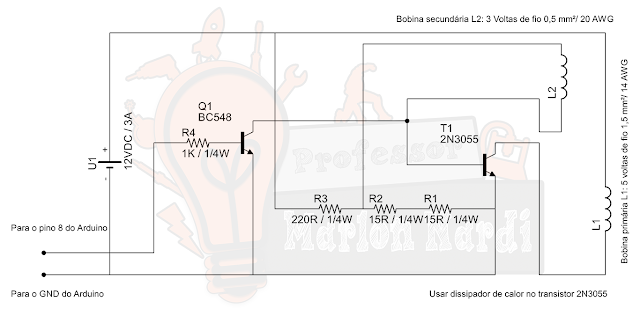 Bobina secundária L2: 3 Voltas de fio 0,5 mm²/ 20 AWG
Q1
BC548
L2
T1
2N3055
R4
1K / 1/4W
U1
+
-
12VDC / 3A
Professor
Marlon Nardi
R3
220R / 1/4W
R2
15R / 1/4W
R1
15R / 1/4W
L1
Bobina primária L1: 5 voltas de fio 1,5 mm²/ 14 AWG
Para o pino 8 do Arduino
Para o GND do Arduino
Usar dissipador de calor no transistor 2N3055